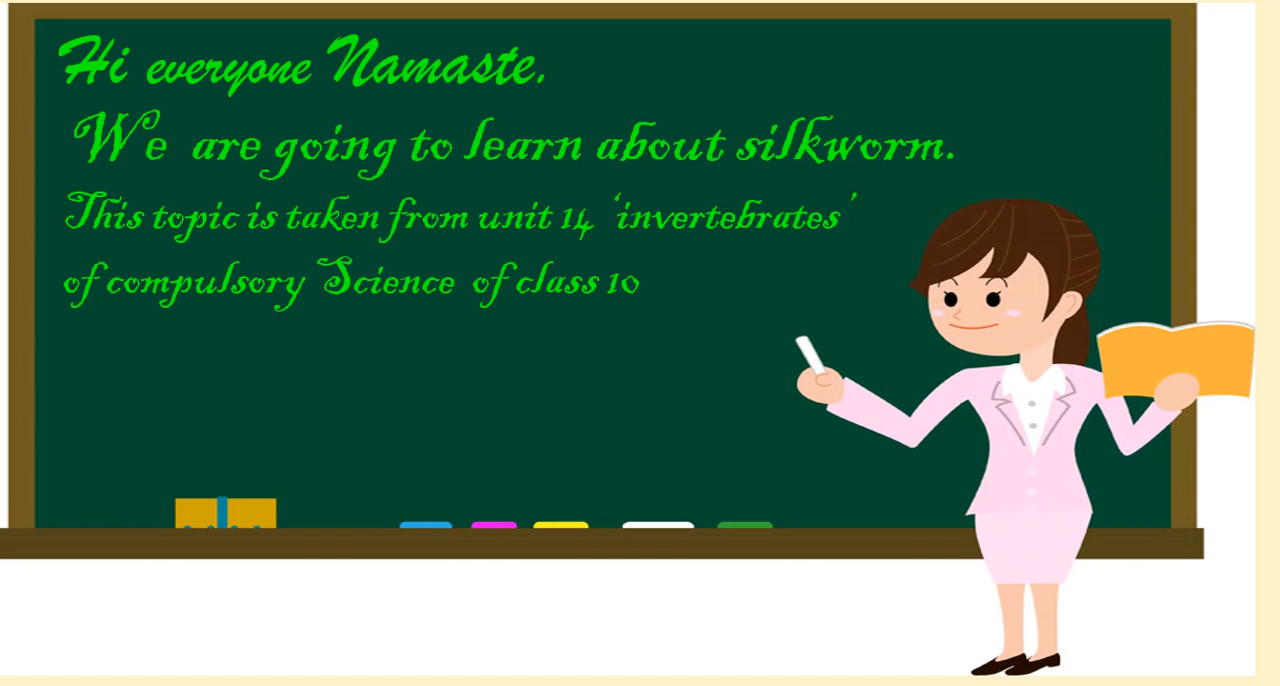 Hi everyone Namaste.
We are going to learn about silkworm.
This topic is taken from unit 14 ‘invertebrates’
of compulsory Science of class 10